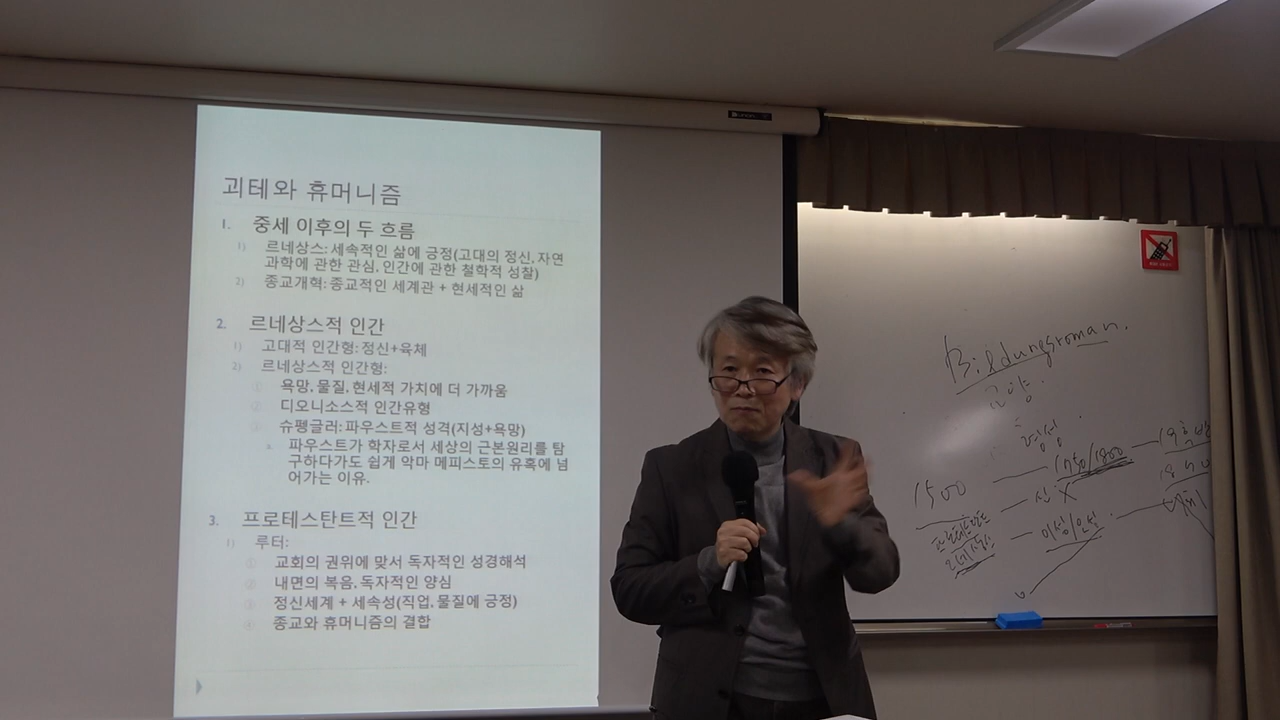 괴테와 휴머니즘
1. 중세 이후의 두 흐름
1) 르네상스: 세속적인 삶에 긍정(고대의 정신, 자연
과학에 관한 관심, 인간에 관한 철학적 성찰)
2) 종교개혁: 종교적인 세계관 + 현세적인 삶
2. 르네상스적 인간
1) 고대적 인간형: 정신+육체
2) 르네상스적 인간형:
① 욕망, 물질, 현세적 가치에 더 가까움
② 디오니소스적 인간유형
③ 슈펭글러: 파우스트적 성격(지성+욕망)
a. 파우스트가 학자로서 세상의 근본원리를 탐
구하다가도 쉽게 악마 메피스토의 유혹에 넘
어가는 이유.
3. 프로테스탄트적 인간
1) 루터:
① 교회의 권위에 맞서 독자적인 성경해석
② 내면의 복음, 독자적인 양심
③ 정신세계 + 세속성(직업, 물질에 긍정)
④ 종교와 휴머니즘의 결합
Bildungsroman.
교양.
1500
1750/1800
신 X